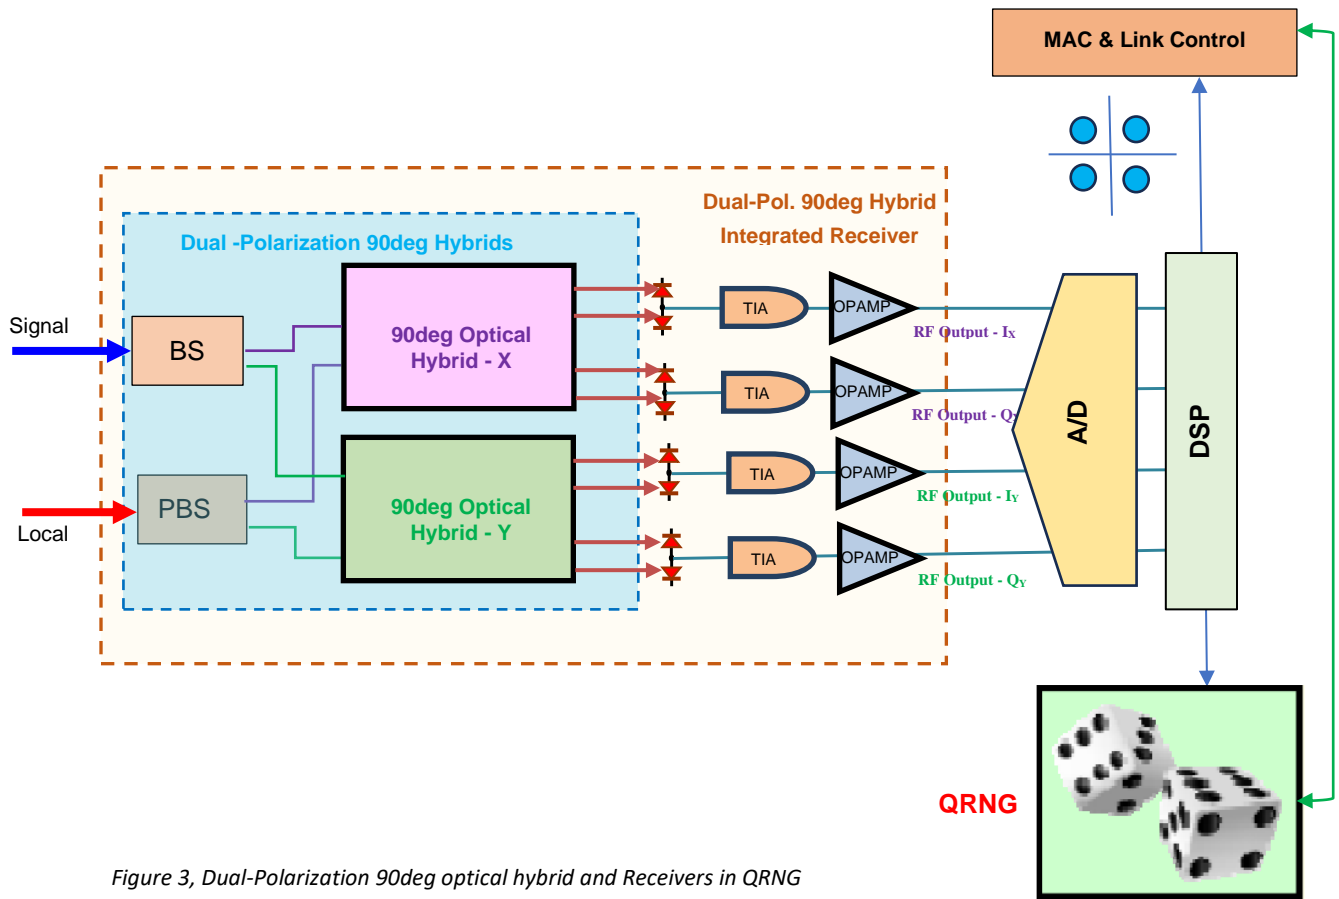 MAC & Link Control
Dual-Pol. 90deg Hybrid
Integrated Receiver
Dual -Polarization 90deg Hybrids
Signal
BS
90deg Optical
Hybrid - X
TIA
OPAMP
RF Output - IX
TIA
OPAMP
RF Output - Q
A/D
DSP
Local
PBS
90deg Optical
Hybrid - Y
TIA
OPAMP
RF Output - IY
TIA
OPAMP
RF Output - QY
QRNG
Figure 3, Dual-Polarization 90deg optical hybrid and Receivers in QRNG